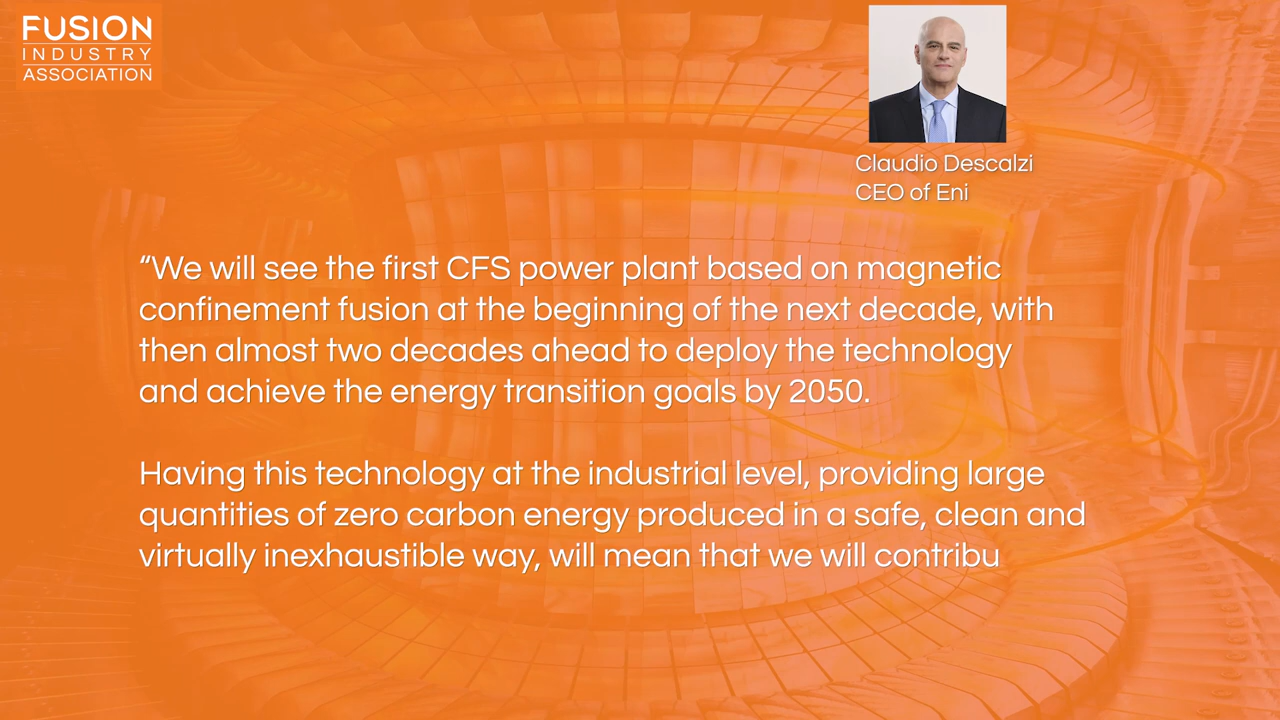 FUSION
INDUSTRY
ASSOCIATION
Claudio Descalzi
CEO of Eni
“We will see the first CFS power plant based on magnetic
confinement fusion at the beginning of the next decade, with
then almost two decades ahead to deploy the technology
and achieve the energy transition goals by 2050.
Having this technology at the industrial level, providing large
quantities of zero carbon energy produced in a safe, clean and
virtually inexhaustible way, will mean that we will contribu